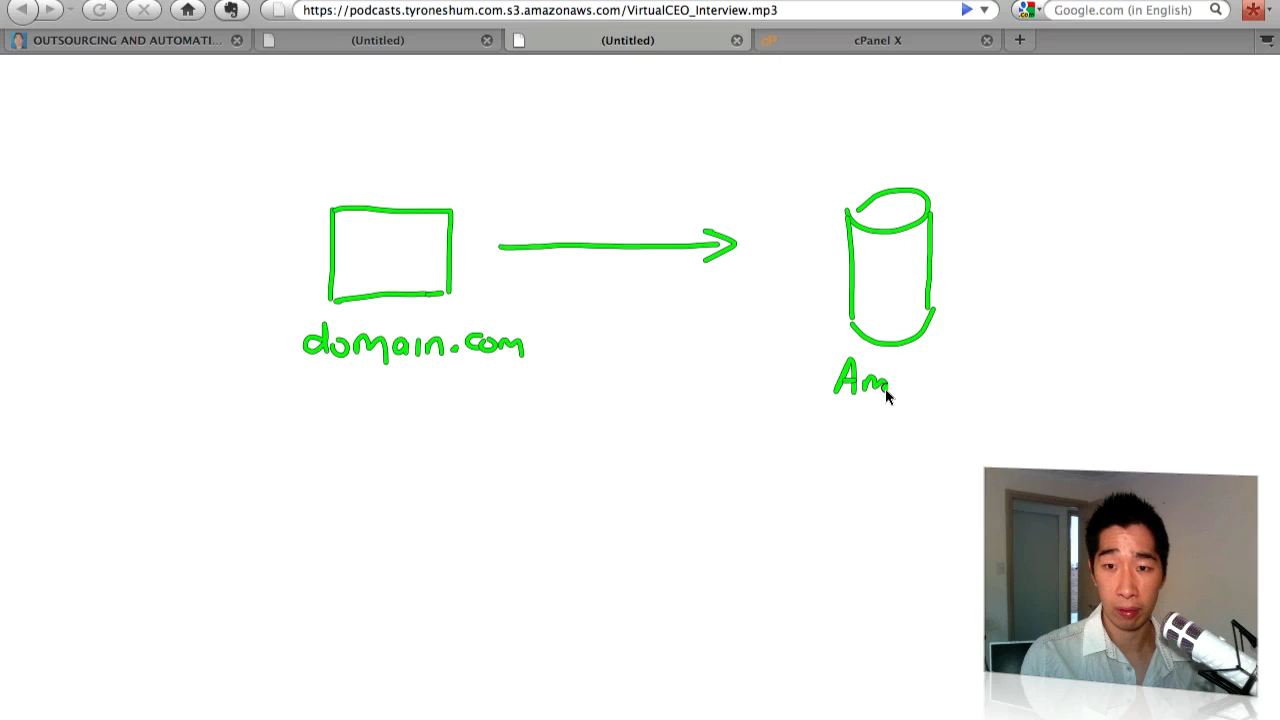 https://podcasts.tyroneshum.com.s3.amazonaws.com/VirtualCEO_Interview.mp3
Google.com (in English)
OUTSOURCING AND AUTOMATI...
(Untitled)
(Untitled)
cP
cPanel X
domain.com
Am